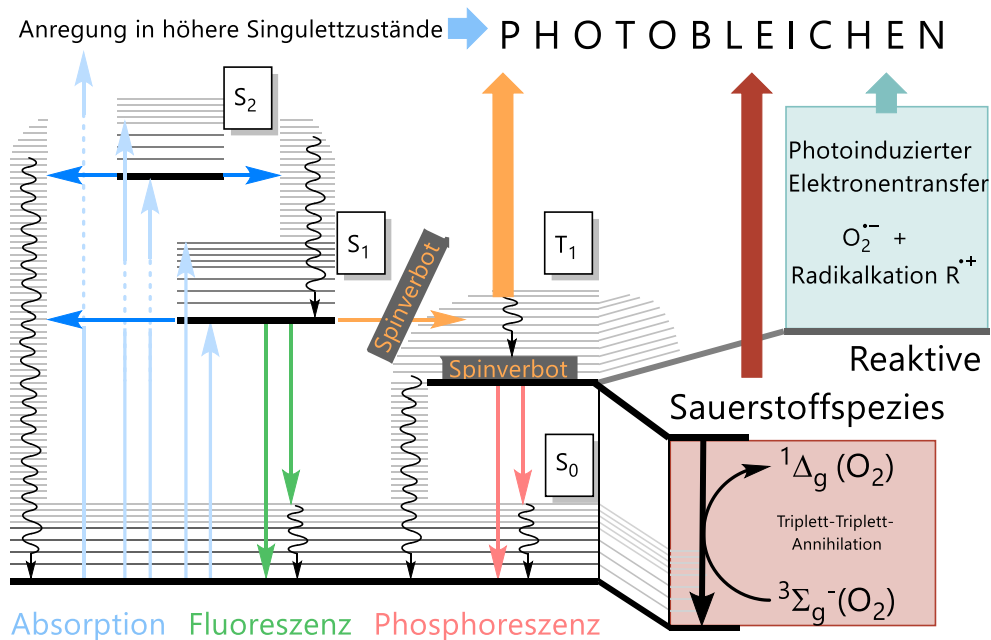 Anregung in höhere Singulettzustände
PHOTOBLEICHEN
S₂
S₁
Spinverbot
T₁
Spinverbot
S₀
Photoinduzierter
Elektronentransfer
O₂•− +
Radikalkation R•+
Reaktive
Sauerstoffspezies
¹Δg (O₂)
Triplett-Triplett-
Annihilation
³Σg⁻(O₂)
Absorption Fluoreszenz Phosphoreszenz